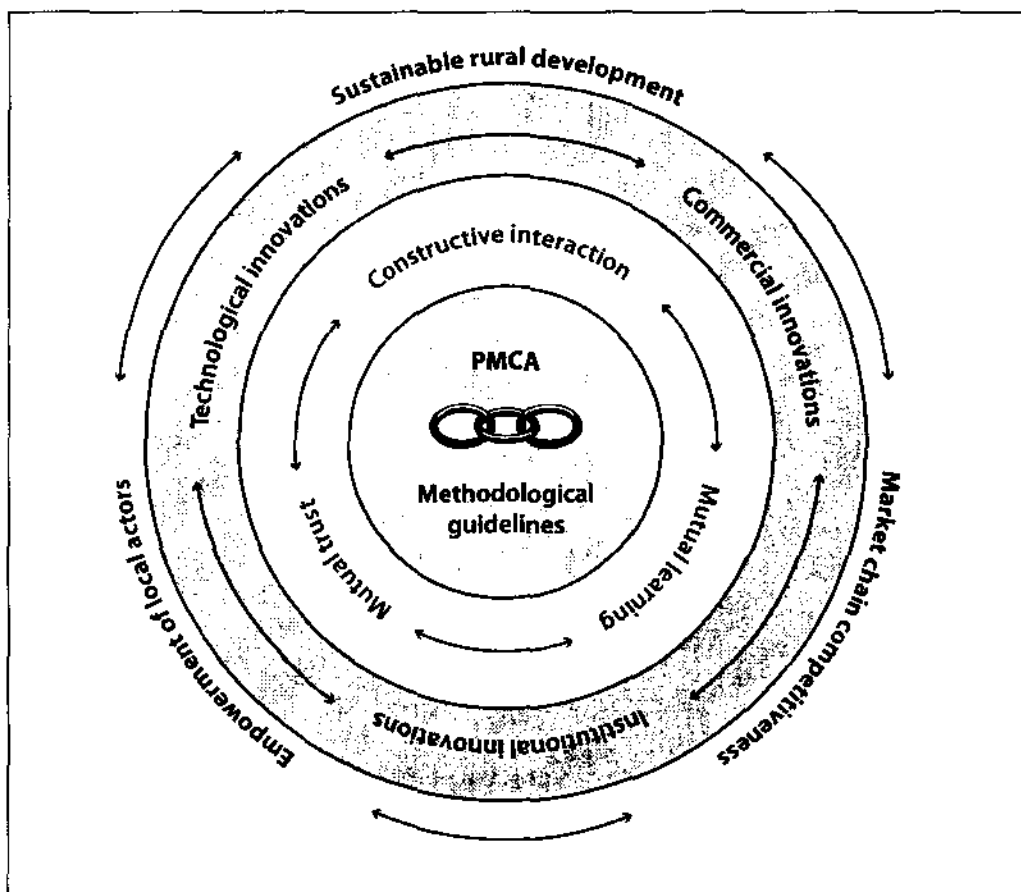 Sustainable rural development
Technological innovations
Commercial innovations
Constructive interaction
PMCA
Methodological
guidelines
Mutual trust
Mutual learning
Institutional innovations
Empowerment of local actors
Market chain competitiveness